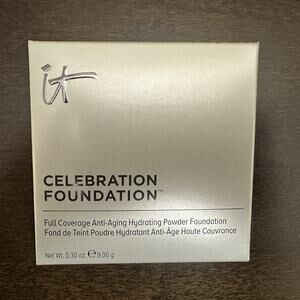 it
CELEBRATION
FOUNDATION™
Full Coverage Anti-Aging Hydrating Powder Foundation
Fond de Teint Poudre Hydratant Anti-Âge Haute Couvrance
Net Wt. 0.30 oz. ℮ 9.00 g